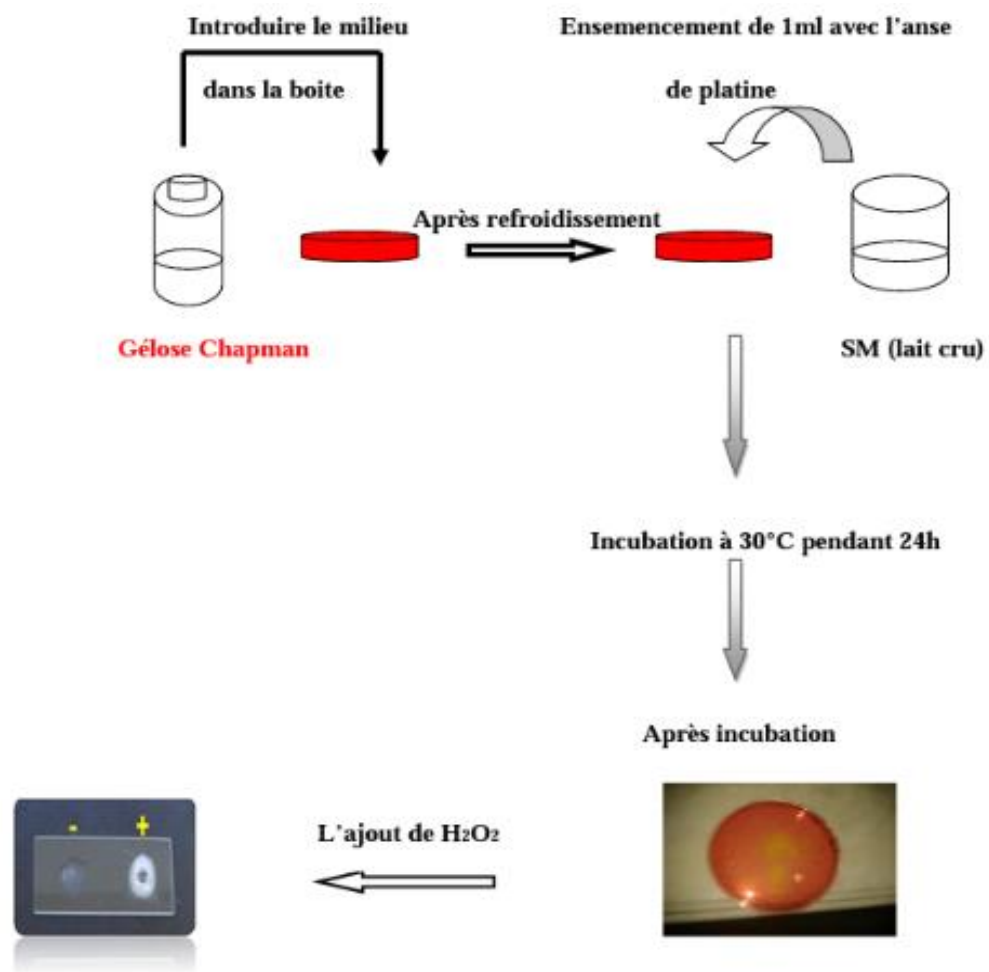 Introduire le milieu
dans la boite
Ensemencement de 1ml avec l'anse
de platine
Après refroidissement
Gélose Chapman
SM (lait cru)
Incubation à 30°C pendant 24h
Après incubation
L'ajout de H₂O₂
- +